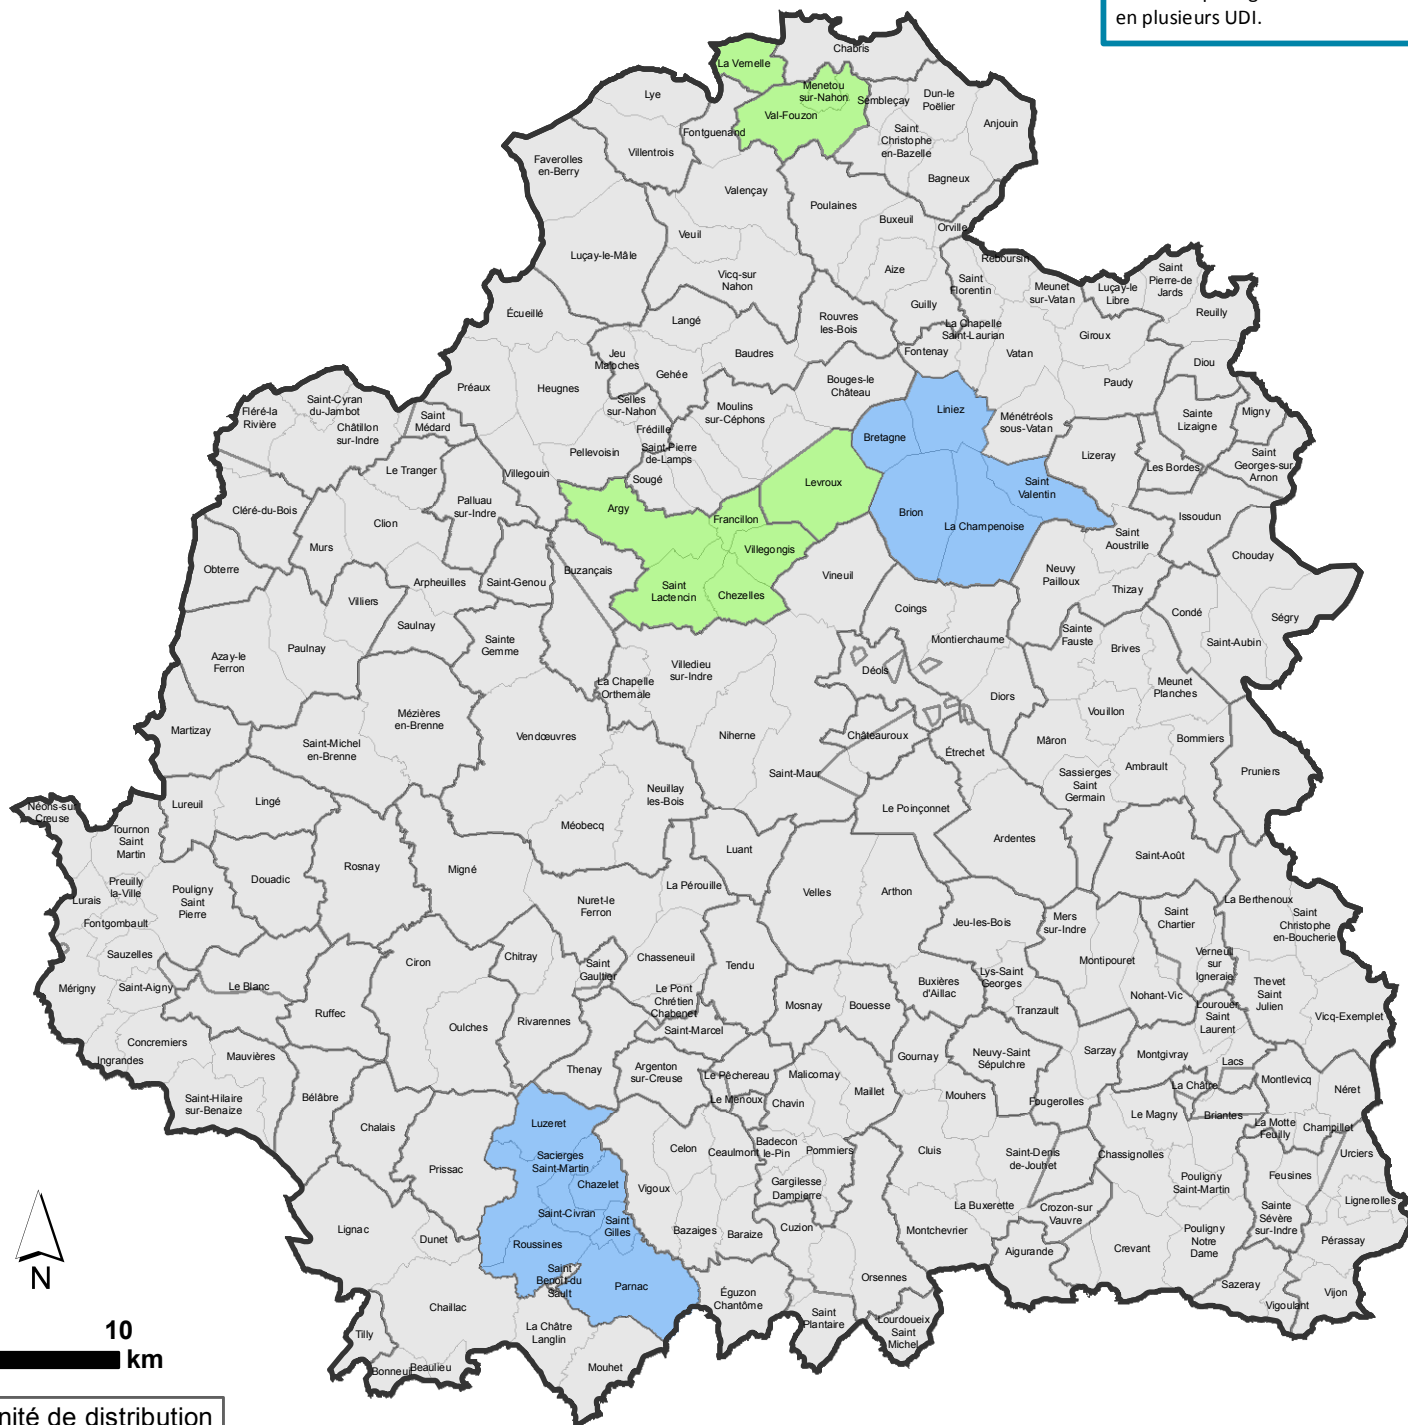 en plusieurs UDI.
Chabris
La Vernelle
Lye
Menetou
sur-Nahon
Sembleçay
Dun-le
Poëlier
Val-Fouzon
Anjouin
Fontguenand
Saint
Christophe
en-Bazelle
Villentrois
Faverolles
en-Berry
Bagneux
Valençay
Poulaines
Buxeuil
Orville
Veuil
Luçay-le-Mâle
Reboursin
Aize
Vicq-sur
Nahon
Saint
Florentin
Meunet
sur-Vatan
Luçay-le
Libre
Saint
Pierre-de
Jards
Guilly
Reuilly
Écueillé
Langé
Rouvres
les-Bois
La Chapelle
Saint-Laurian
Giroux
Jeu
Maloches
Baudres
Fontenay
Vatan
Diou
Gehée
Préaux
Heugnes
Bouges-le
Château
Paudy
Saint-Cyran
du-Jambot
Fléré-la
Rivière
Saint
Médard
Selles
sur-Nahon
Moulins
sur-Céphons
Liniez
Ménétréols
sous-Vatan
Sainte
Lizaigne
Migny
Châtillon
sur-Indre
Frédille
Bretagne
Saint-Pierre
de-Lamps
Pellevoisin
Lizeray
Saint
Georges-sur
Arnon
Le Tranger
Villegouin
Sougé
Levroux
Les Bordes
Saint
Valentin
Cléré-du-Bois
Palluau
sur-Indre
Argy
Francillon
Brion
La Champenoise
Issoudun
Clion
Saint
Aoustrille
Murs
Villegongis
Chouday
Obterre
Buzançais
Vineuil
Neuvy
Pailloux
Arpheuilles
Saint-Genou
Saint
Lactencin
Chezelles
Thizay
Villiers
Coings
Condé
Ségry
Saulnay
Sainte
Gemme
Montierchaume
Sainte
Fauste
Saint-Aubin
Paulnay
Brives
Azay-le
Ferron
Villedieu
sur-Indre
Déols
La Chapelle
Orthemale
Meunet
Planches
Diors
Mézières
en-Brenne
Vouillon
Martizay
Saint-Michel
en-Brenne
Vendœuvres
Niherne
Châteauroux
Mâron
Bommiers
Étrechet
Saint-Maur
Ambrault
Pruniers
Sassierges
Saint
Germain
Neuillay
les-Bois
Lureuil
Lingé
Néons-sur
Creuse
Le Poinçonnet
Méobecq
Tournon
Saint
Martin
Ardentes
Luant
Saint-Août
Rosnay
Migné
Preuilly
la-Ville
Douadic
La Pérouille
Velles
Arthon
Pouligny
Saint
Pierre
Lurais
Nuret-le
Ferron
La Berthenoux
Fontgombault
Jeu-les-Bois
Mers
sur-Indre
Saint
Chartier
Saint
Christophe
en-Boucherie
Sauzelles
Ciron
Chitray
Chasseneuil
Tendu
Saint
Gaultier
Montipouret
Verneuil
sur
Igneraie
Mérigny
Saint-Aigny
Le Blanc
Lys-Saint
Georges
Buxières
d'Aillac
Le Pont
Chrétien
Chabenet
Thevet
Saint
Julien
Nohant-Vic
Mosnay
Bouesse
Ruffec
Oulches
Rivarennes
Tranzault
Lourouer
Saint
Laurent
Vicq-Exemplet
Saint-Marcel
Concremiers
Mauvières
Ingrandes
Gournay
Neuvy-Saint
Sépulchre
Sarzay
Montgivray
Lacs
Thenay
Argenton
sur-Creuse
Le Pêchereau
Malicornay
La Châtre
Montlevicq
Néret
Saint-Hilaire
sur-Benaize
Bélâbre
Maillet
Mouhers
Fougerolles
Le Menoux
Chavin
Le Magny
Briantes
La Motte
Feuilly
Champillet
Luzeret
Chalais
Celon
Ceaulmont
Badecon
le-Pin
Pommiers
Cluis
Saint-Denis
de-Jouhet
Chassignolles
Urciers
Sacierges
Saint-Martin
Prissac
Chazelet
Vigoux
Gargilesse
Dampierre
Pouligny
Saint-Martin
Feusines
Lignerolles
La Buxerette
Crozon-sur
Vauvre
Saint-Civran
Saint
Gilles
Lignac
Bazaiges
Baraize
Cuzion
Montchevrier
Sainte
Sévère
sur-Indre
Dunet
Roussines
Aigurande
Crevant
Pouligny
Notre
Dame
Pérassay
Saint
Benoît-du
Sault
Parnac
Orsennes
Sazeray
Vijon
Éguzon
Chantôme
Chaillac
Vigoulant
La Châtre
Langlin
Saint
Plantaire
Lourdoueix
Saint
Michel
Tilly
Bonneuil
Beaulieu
Mouhet
N
10
km
nité de distribution